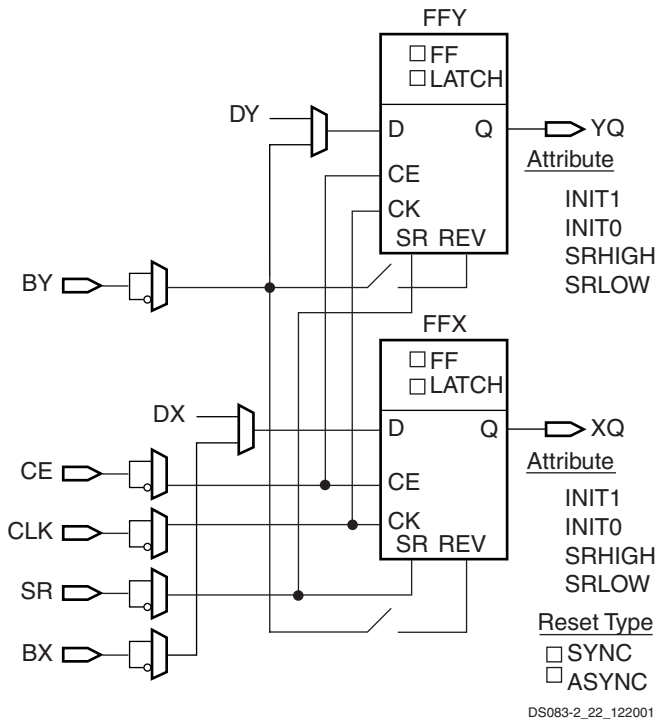 FFY
FF
LATCH
DY
D Q
YQ
Attribute
CE
INIT1
CK
INIT0
SR REV
SRHIGH
BY
SRLOW
FFX
FF
LATCH
DX
D Q
XQ
Attribute
CE
CE
INIT1
CLK
CK
INIT0
SR REV
SRHIGH
SR
SRLOW
Reset Type
BX
SYNC
ASYNC
DS083-2_22_122001